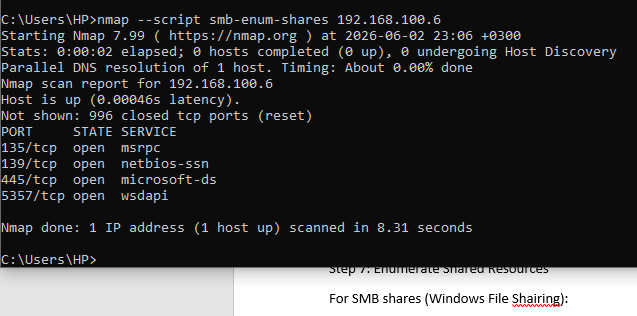 C:\Users\HP>nmap --script smb-enum-shares 192.168.100.6
Starting Nmap 7.99 ( https://nmap.org ) at 2026-06-02 23:06 +0300
Stats: 0:00:02 elapsed; 0 hosts completed (0 up), 0 undergoing Host Discovery
Parallel DNS resolution of 1 host. Timing: About 0.00% done
Nmap scan report for 192.168.100.6
Host is up (0.00046s latency).
Not shown: 996 closed tcp ports (reset)
PORT     STATE SERVICE
135/tcp  open  msrpc
139/tcp  open  netbios-ssn
445/tcp  open  microsoft-ds
5357/tcp open  wsdapi
Nmap done: 1 IP address (1 host up) scanned in 8.31 seconds
C:\Users\HP>
Step 7: Enumerate Shared Resources
For SMB shares (Windows File Shairing):